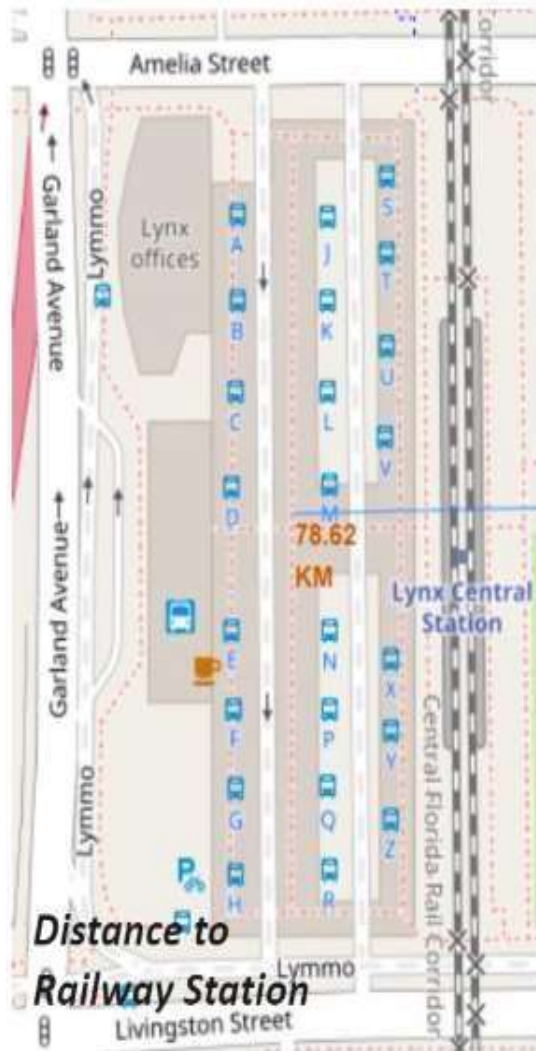 Corridor
Amelia Street
Garland Avenue
Lymmo
Lynx
offices
A
B
C
D
J
K
L
M
S
T
U
V
78.62
KM
Garland Avenue
Lynx Central
Station
E
F
G
H
N
P
Q
R
X
Y
Z
Central Florida Rail Corridor
Lymmo
P
Distance to
Railway Station
Lymmo
Livingston Street